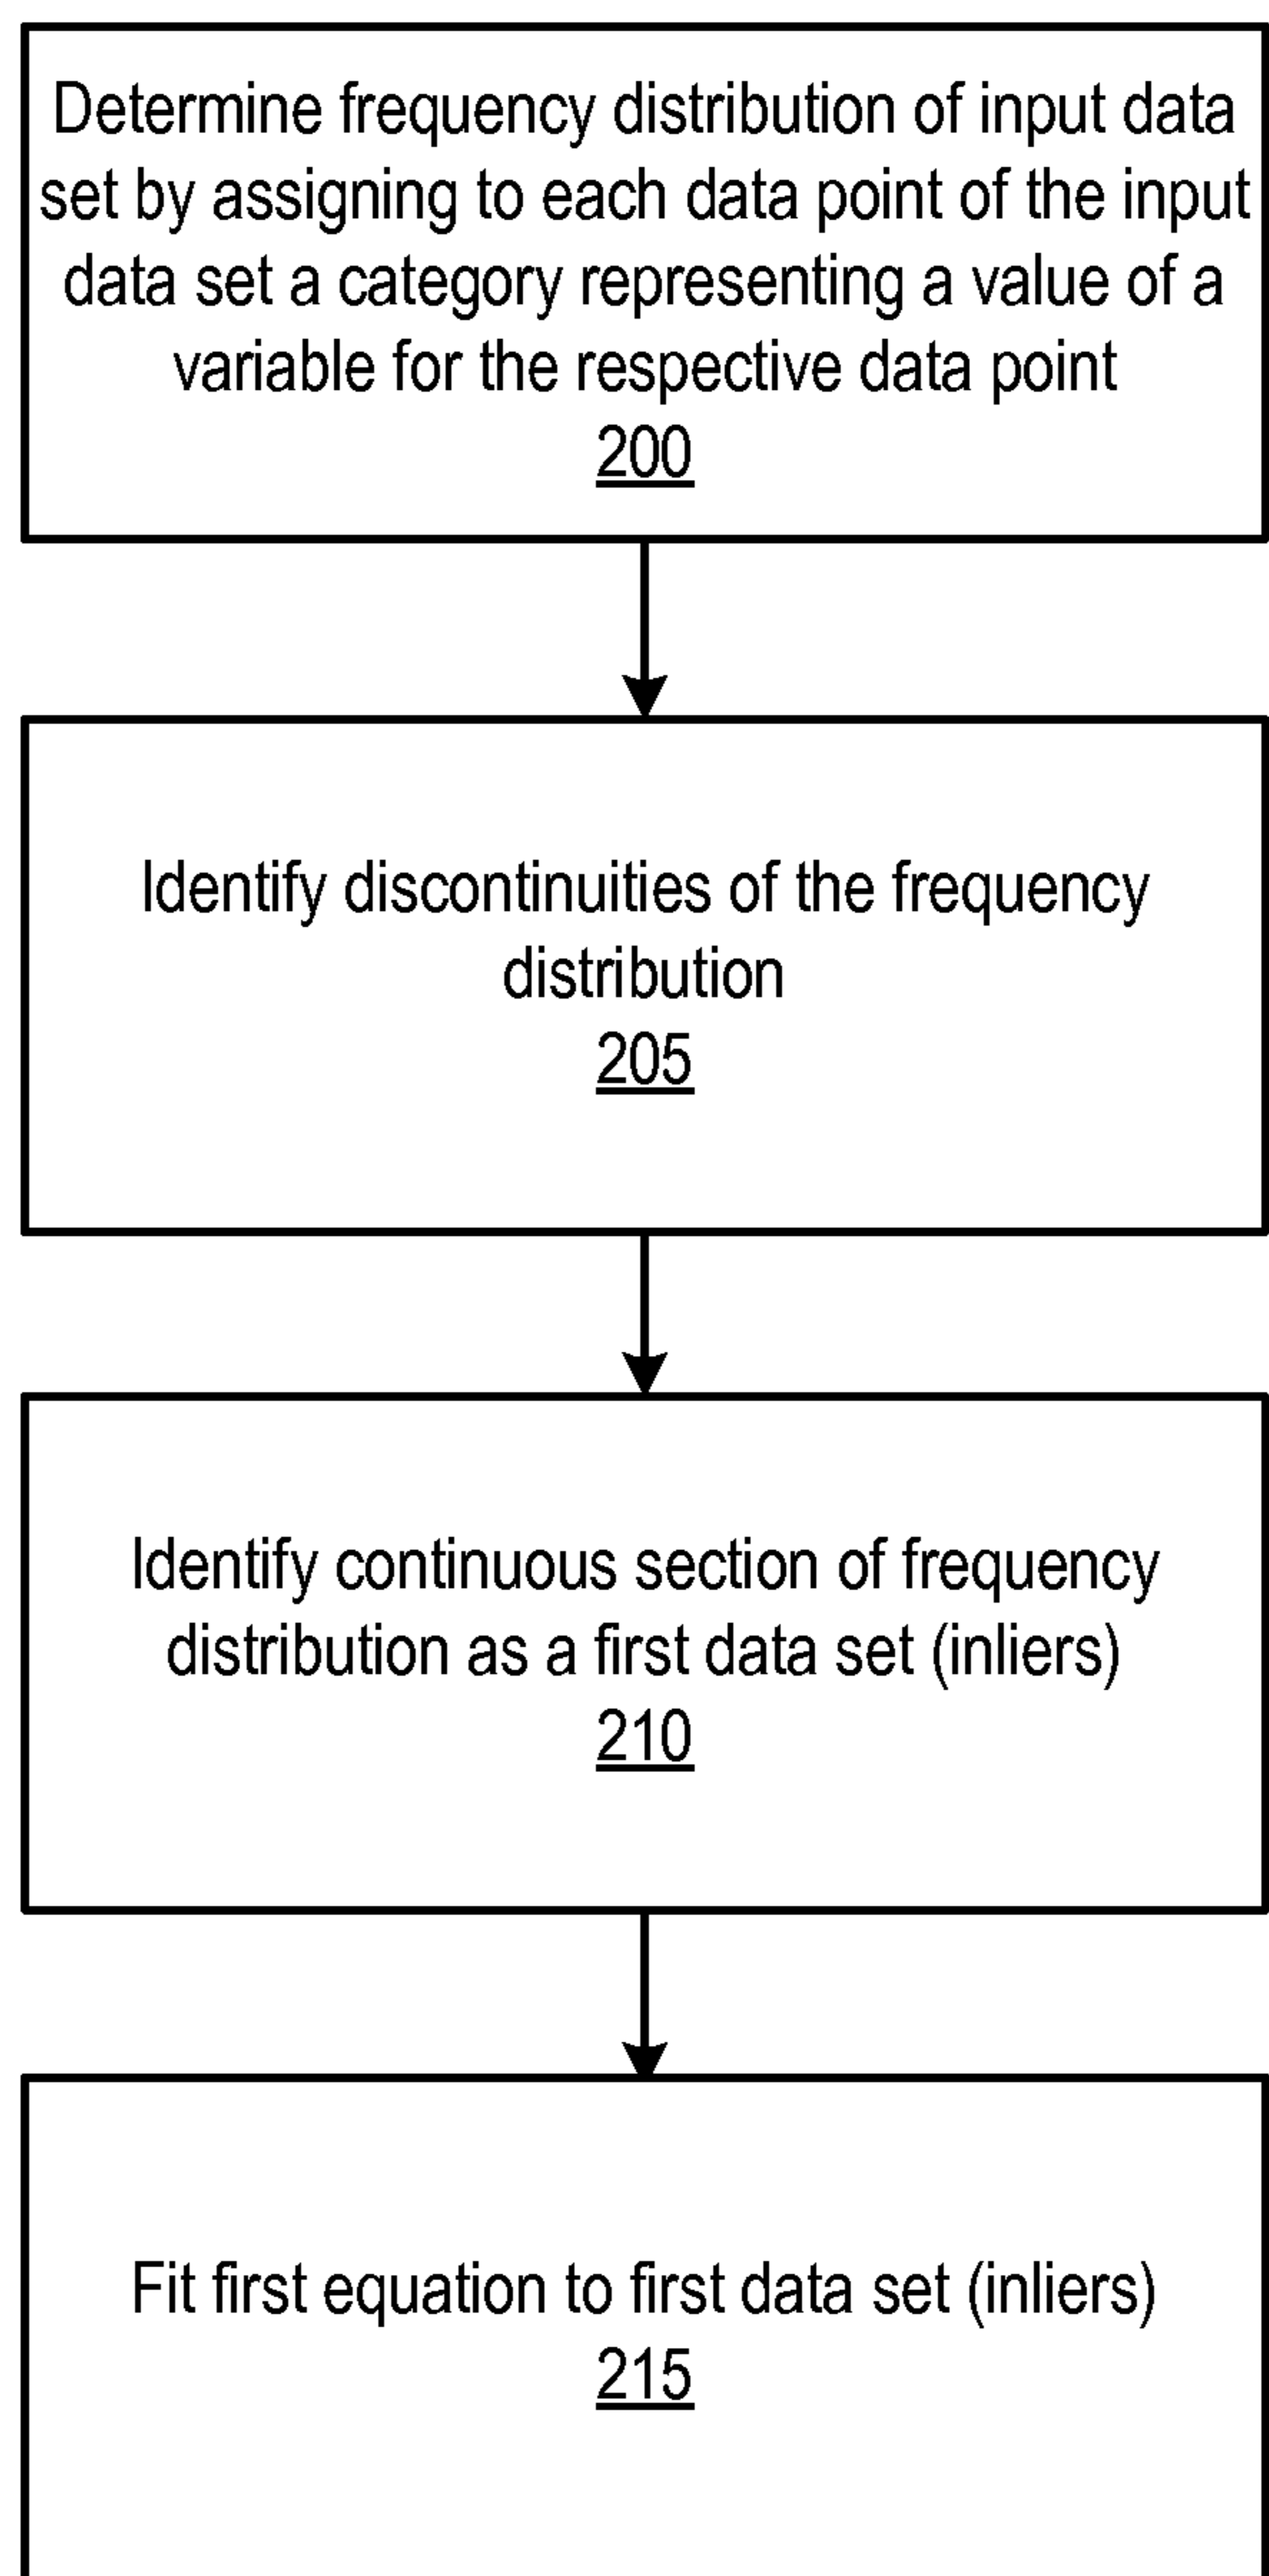 Determine frequency distribution of input data
set by assigning to each data point of the input
data set a category representing a value of a
variable for the respective data point
200
Identify discontinuities of the frequency
distribution
205
Identify continuous section of frequency
distribution as a first data set (inliers)
210
Fit first equation to first data set (inliers)
215